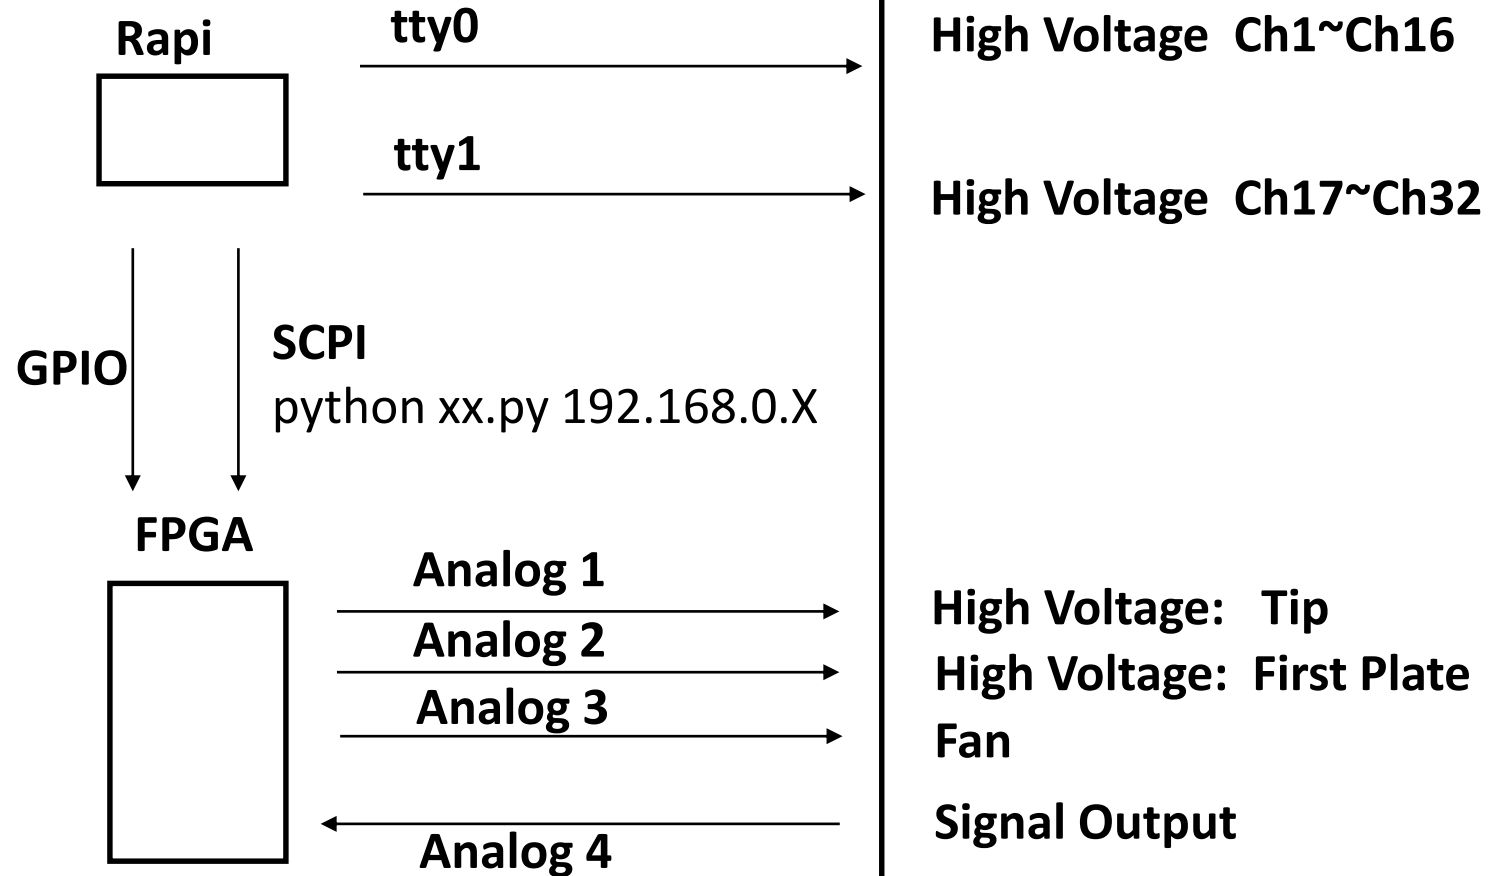 Rapi
tty0
High Voltage  Ch1~Ch16
tty1
High Voltage  Ch17~Ch32
GPIO
SCPI
python xx.py 192.168.0.X
FPGA
Analog 1
High Voltage:   Tip
Analog 2
High Voltage:  First Plate
Analog 3
Fan
Signal Output
Analog 4